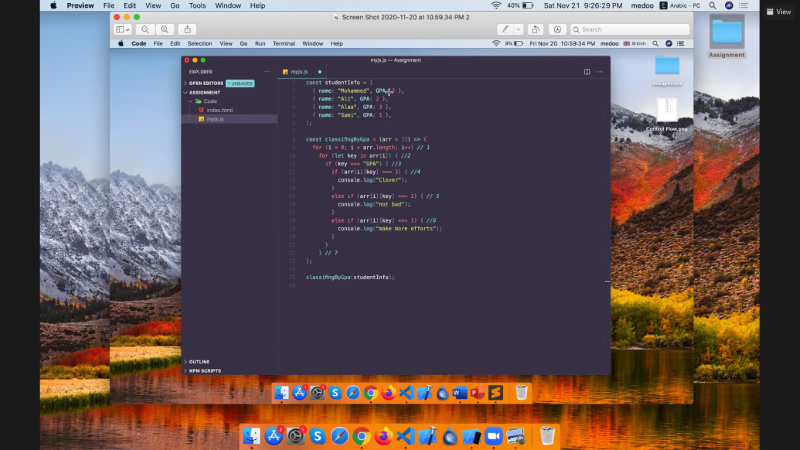 Preview File Edit View Go Tools Window Help 40% Sat Nov 21 9:26:29 PM medoo Arabic - PC
View
Screen Shot 2020-11-20 at 10.59.34 PM 2
Search
Code File Edit Selection View Go Run Terminal Window Help 9% Fri Nov 20 10:59:34 PM medoo British
myjs.js — Assignment
EXPLORER
myjs.js
OPEN EDITORS 1 UNSAVED
ASSIGNMENT
Code
index.html
myjs.js
OUTLINE
NPM SCRIPTS
const studentInfo = [
{ name: "Mohammed", GPA: },
{ name: "Ali", GPA: 2 },
{ name: "Alaa", GPA: 3 },
{ name: "Sami", GPA: 1 },
];
const classifingByGpa = (arr = []) => {
for (i = 0; i < arr.length; i++) // 1
for (let key in arr[i]) { //2
if (key === "GPA") { //3
if (arr[i][key] === 3) { //4
console.log("Clever");
}
else if (arr[i][key] === 2) { // 5
console.log("not bad");
}
else if (arr[i][key] === 1) { //6
console.log("make more efforts");
}
}
} // 7
};
classifingByGpa(studentInfo);
Assignment
Control Flow.png
Assignment